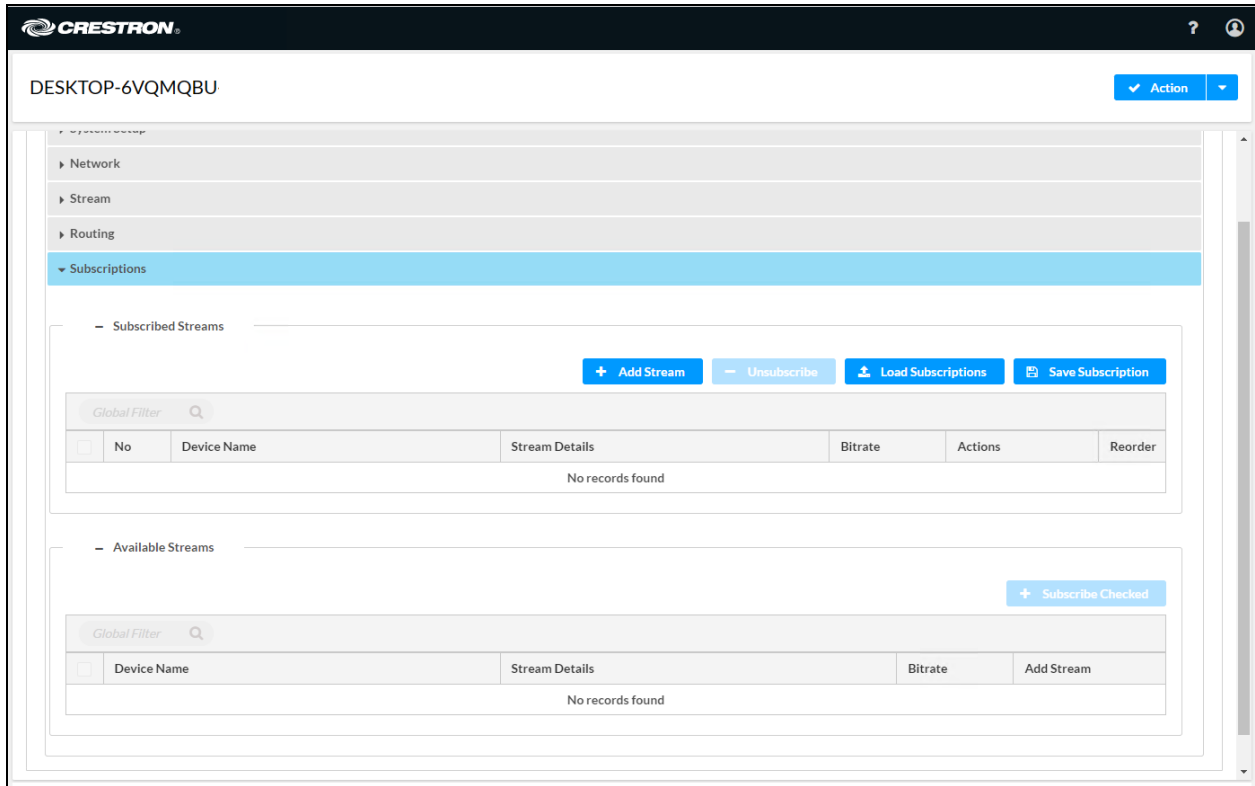 CRESTRON®
?
DESKTOP-6VQMQBU
Action
System Setup
Network
Stream
Routing
Subscriptions
Subscribed Streams
Add Stream
Unsubscribe
Load Subscriptions
Save Subscription
Global Filter
No Device Name Stream Details Bitrate Actions Reorder
No records found
Available Streams
Subscribe Checked
Global Filter
Device Name Stream Details Bitrate Add Stream
No records found